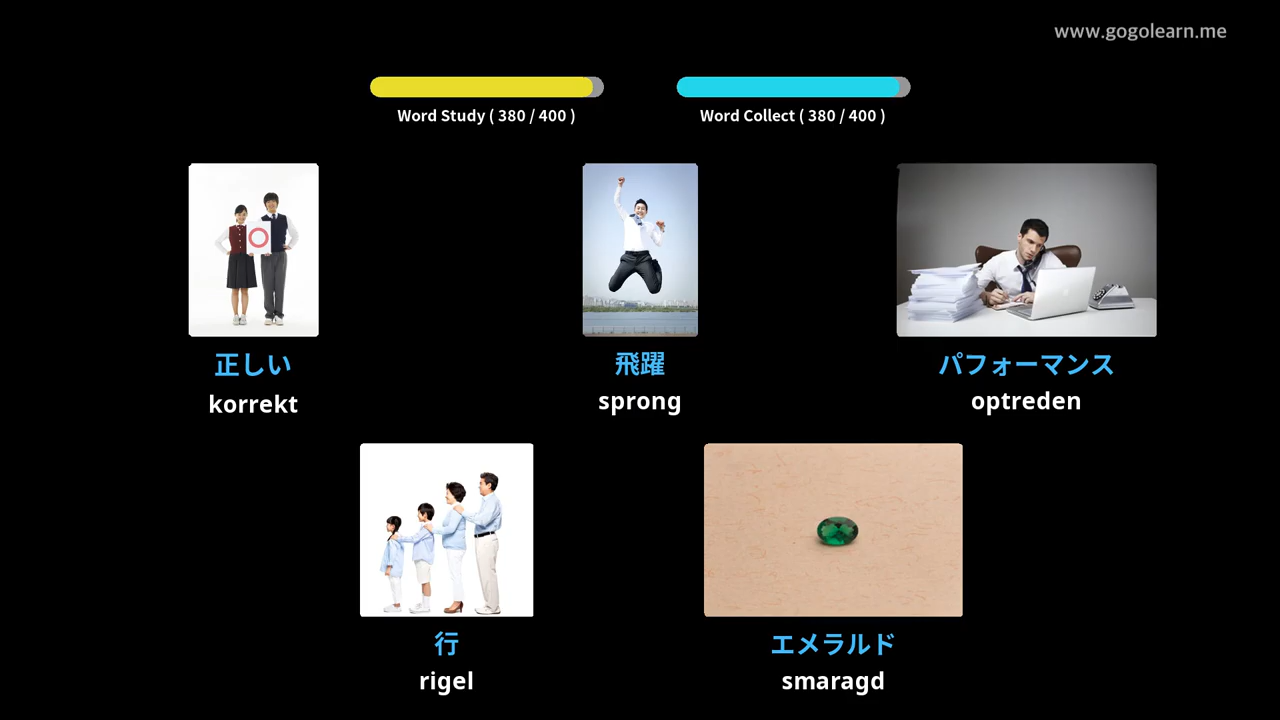 www.gogolearn.me
Word Study ( 380 / 400 )
Word Collect ( 380 / 400 )
正しい
korrekt
飛躍
sprong
パフォーマンス
optreden
行
rigel
エメラルド
smaragd